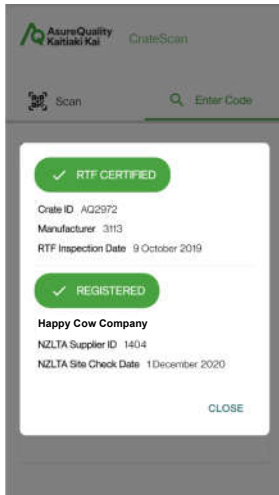 AsureQuality
Kaitiaki Kai
CrateScan
Scan
Enter Code
RTF CERTIFIED
Crate ID AQ2972
Manufacturer 3113
RTF Inspection Date 9 October 2019
REGISTERED
Happy Cow Company
NZLTA Supplier ID 1404
NZLTA Site Check Date 1 December 2020
CLOSE